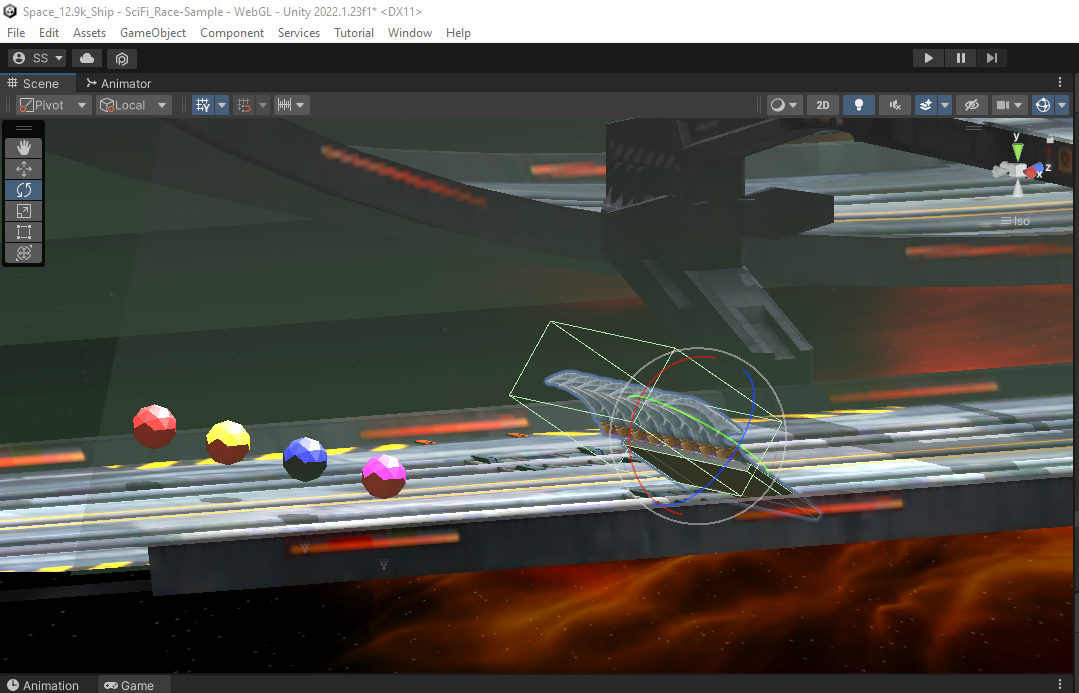 Space_12.9k_Ship - SciFi_Race-Sample - WebGL - Unity 2022.1.23f1* <DX11>
File Edit Assets GameObject Component Services Tutorial Window Help
SS
Scene Animator
Pivot Local 2D
y
z
x
Iso
Animation Game